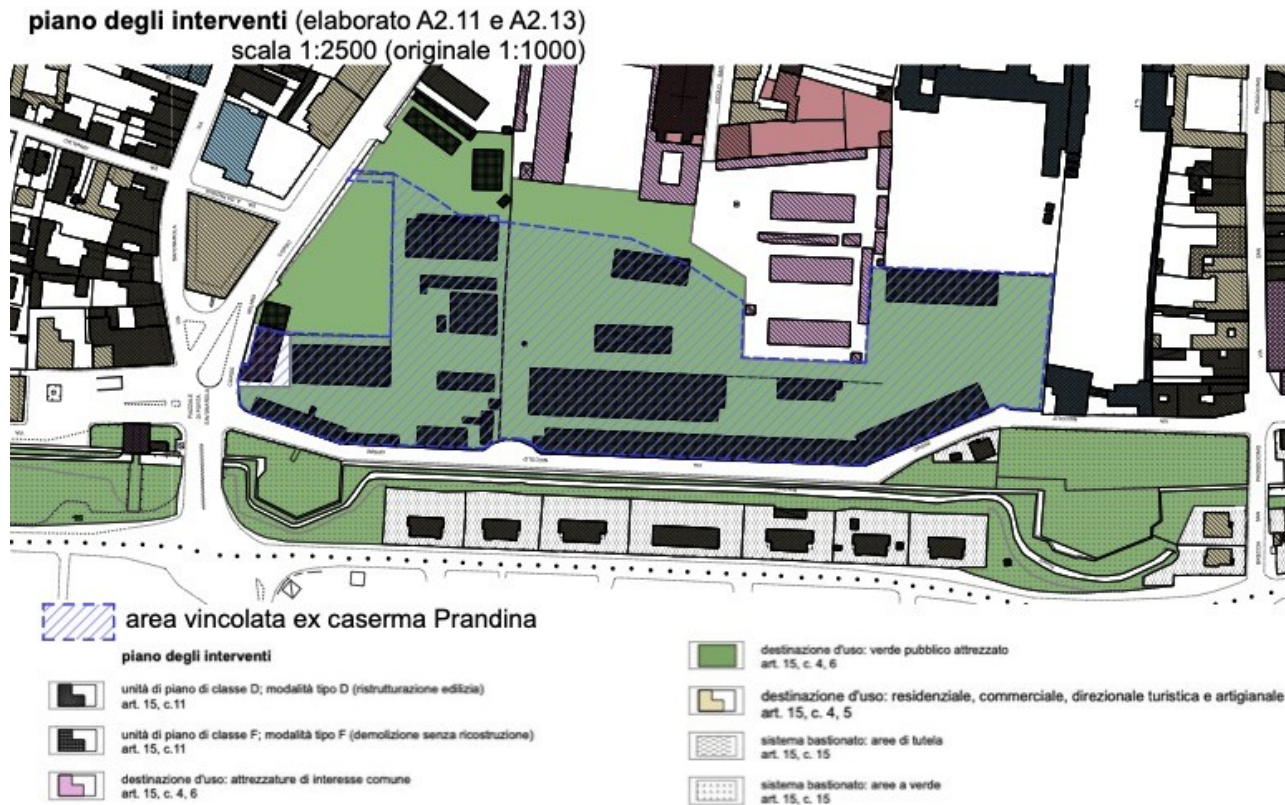 piano degli interventi (elaborato A2.11 e A2.13)
scala 1:2500 (originale 1:1000)
area vincolata ex caserma Prandina
piano degli interventi
unità di piano di classe D; modalità tipo D (ristrutturazione edilizia)
art. 15, c.11
unità di piano di classe F; modalità tipo F (demolizione senza ricostruzione)
art. 15, c.11
destinazione d'uso: attrezzature di interesse comune
art. 15, c. 4, 6
destinazione d'uso: verde pubblico attrezzato
art. 15, c. 4, 6
destinazione d'uso: residenziale, commerciale, direzionale turistica e artigianale
art. 15, c. 4, 5
sistema bastionato: aree di tutela
art. 15, c. 15
sistema bastionato: aree a verde
art. 15, c. 15